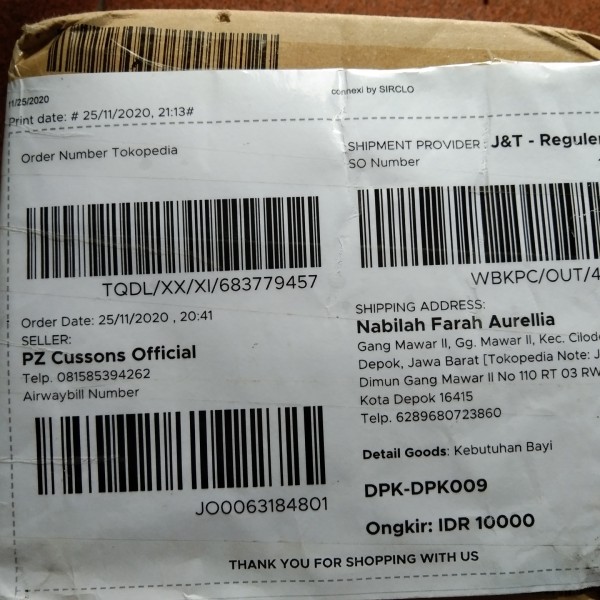 11/25/2020
connexi by SIRCLO
Print date: # 25/11/2020, 21:13#
Order Number Tokopedia
TQDL/XX/XI/683779457
Order Date: 25/11/2020 , 20:41
SELLER:
PZ Cussons Official
Telp. 081585394262
Airwaybill Number
JO0063184801
SHIPMENT PROVIDER : J&T - Reguler
SO Number
WBKPC/OUT/4
SHIPPING ADDRESS:
Nabilah Farah Aurellia
Gang Mawar II, Gg. Mawar II, Kec. Cilod
Depok, Jawa Barat [Tokopedia Note: J
Dimun Gang Mawar II No 110 RT 03 RW
Kota Depok 16415
Telp. 6289680723860
Detail Goods: Kebutuhan Bayi
DPK-DPK009
Ongkir: IDR 10000
THANK YOU FOR SHOPPING WITH US